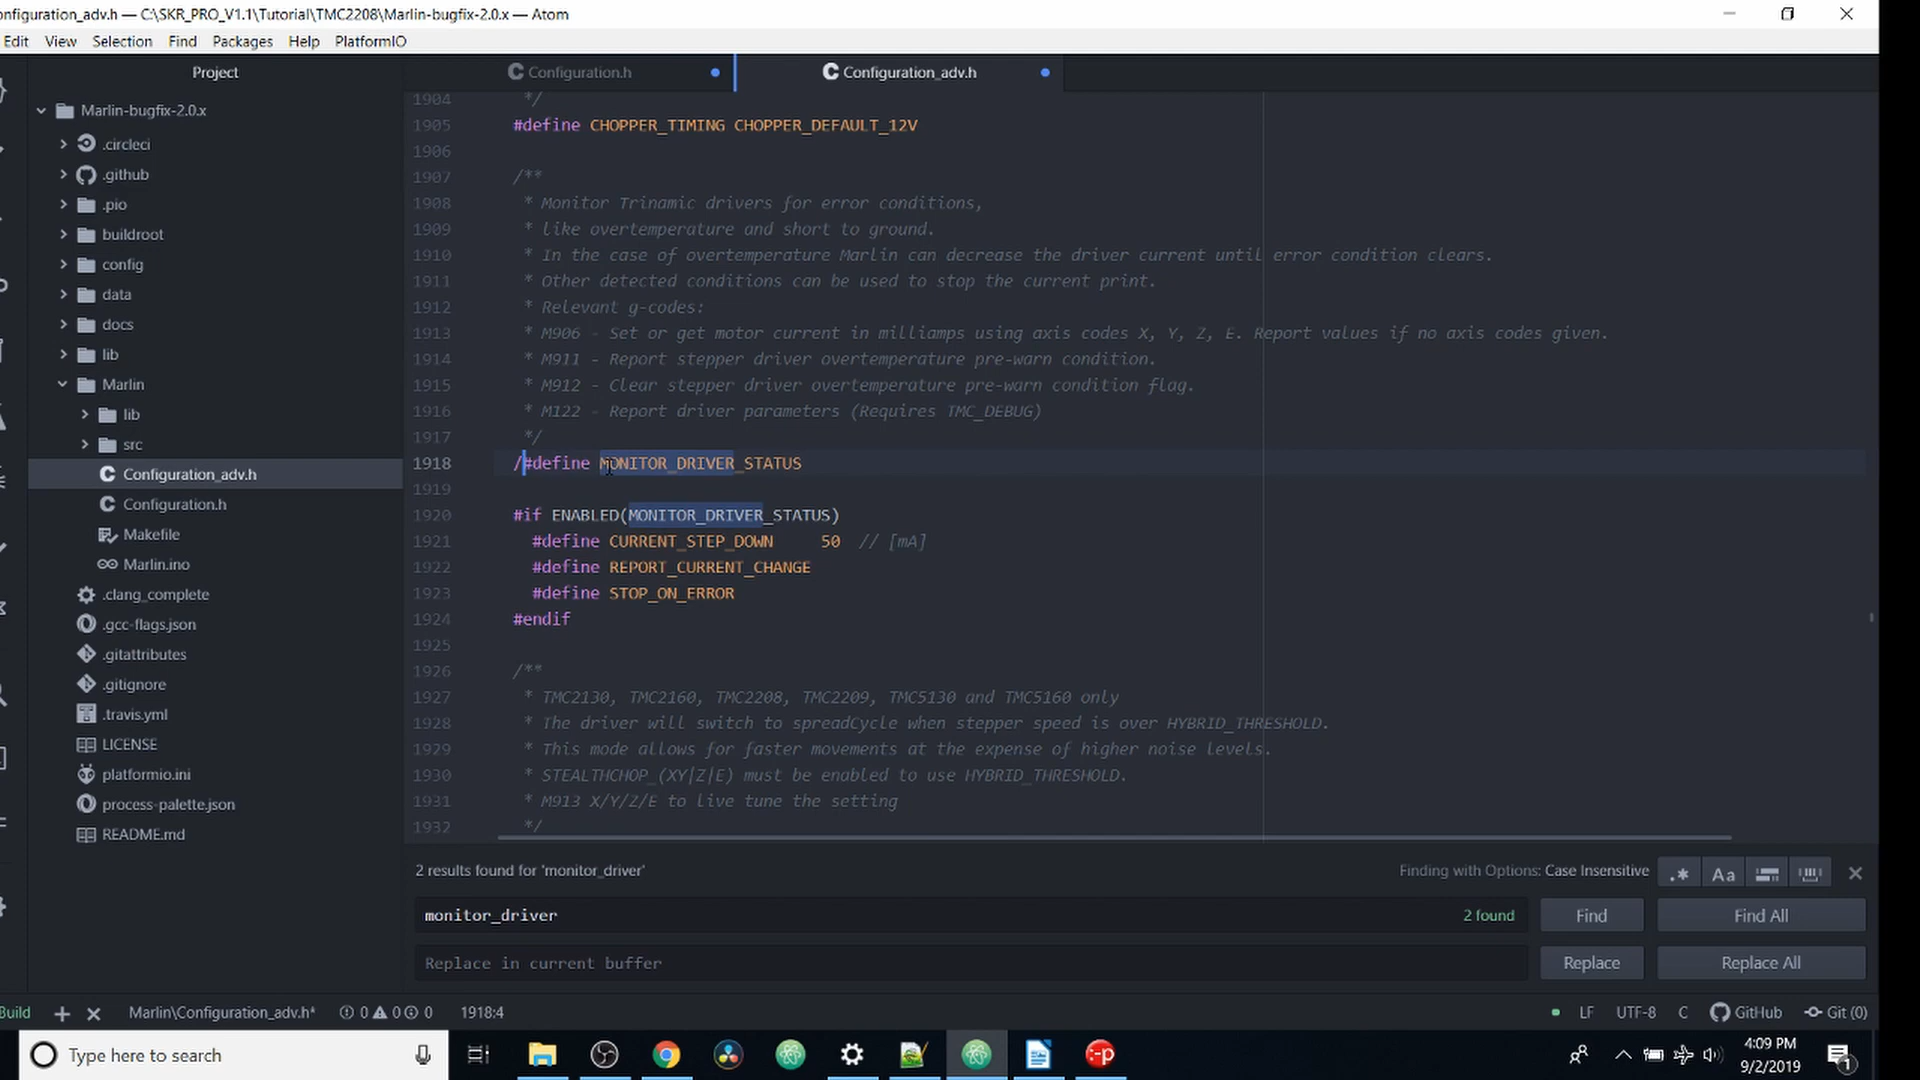 onfiguration_adv.h — C:\SKR_PRO_V1.1\Tutorial\TMC2208\Marlin-bugfix-2.0.x — Atom
Edit View Selection Find Packages Help PlatformIO
Project
Marlin-bugfix-2.0.x
.circleci
.github
.pio
buildroot
config
data
docs
lib
Marlin
lib
src
Configuration_adv.h
Configuration.h
Makefile
Marlin.ino
.clang_complete
.gcc-flags.json
.gitattributes
.gitignore
.travis.yml
LICENSE
platformio.ini
process-palette.json
README.md
Configuration.h Configuration_adv.h
1904 */
1905 #define CHOPPER_TIMING CHOPPER_DEFAULT_12V
1906
1907 /**
1908 * Monitor Trinamic drivers for error conditions,
1909 * like overtemperature and short to ground.
1910 * In the case of overtemperature Marlin can decrease the driver current until error condition clears.
1911 * Other detected conditions can be used to stop the current print.
1912 * Relevant g-codes:
1913 * M906 - Set or get motor current in milliamps using axis codes X, Y, Z, E. Report values if no axis codes given.
1914 * M911 - Report stepper driver overtemperature pre-warn condition.
1915 * M912 - Clear stepper driver overtemperature pre-warn condition flag.
1916 * M122 - Report driver parameters (Requires TMC_DEBUG)
1917 */
1918 /#define MONITOR_DRIVER_STATUS
1919
1920 #if ENABLED(MONITOR_DRIVER_STATUS)
1921 #define CURRENT_STEP_DOWN 50 // [mA]
1922 #define REPORT_CURRENT_CHANGE
1923 #define STOP_ON_ERROR
1924 #endif
1925
1926 /**
1927 * TMC2130, TMC2160, TMC2208, TMC2209, TMC5130 and TMC5160 only
1928 * The driver will switch to spreadCycle when stepper speed is over HYBRID_THRESHOLD.
1929 * This mode allows for faster movements at the expense of higher noise levels.
1930 * STEALTHCHOP_(XY|Z|E) must be enabled to use HYBRID_THRESHOLD.
1931 * M913 X/Y/Z/E to live tune the setting
1932 */
2 results found for 'monitor_driver' Finding with Options: Case Insensitive .* Aa
monitor_driver 2 found Find Find All
Replace in current buffer Replace Replace All
Build Marlin\Configuration_adv.h* 0 0 0 1918:4 LF UTF-8 C GitHub Git (0)
Type here to search 4:09 PM
9/2/2019 1